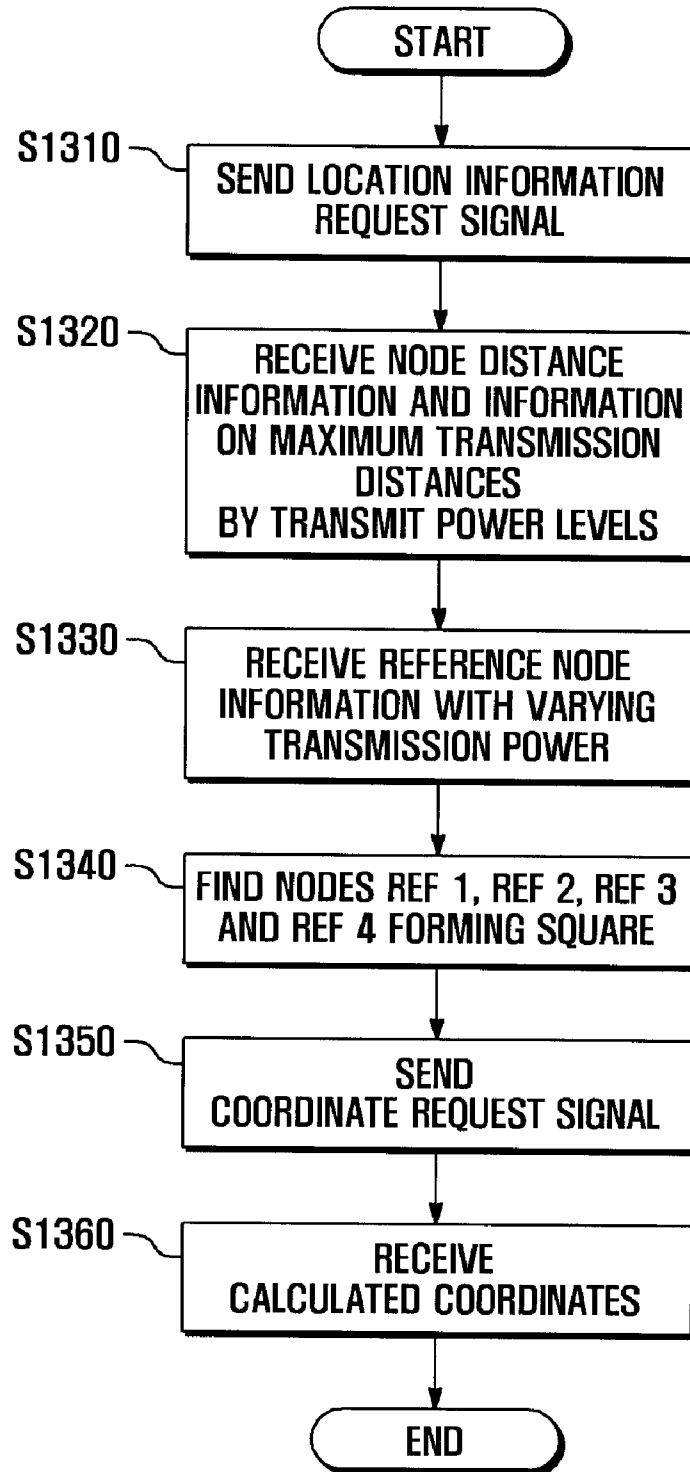 START
S1310
SEND LOCATION INFORMATION
REQUEST SIGNAL
S1320
RECEIVE NODE DISTANCE
INFORMATION AND INFORMATION
ON MAXIMUM TRANSMISSION
DISTANCES
BY TRANSMIT POWER LEVELS
S1330
RECEIVE REFERENCE NODE
INFORMATION WITH VARYING
TRANSMISSION POWER
S1340
FIND NODES REF 1, REF 2, REF 3
AND REF 4 FORMING SQUARE
S1350
SEND
COORDINATE REQUEST SIGNAL
S1360
RECEIVE
CALCULATED COORDINATES
END